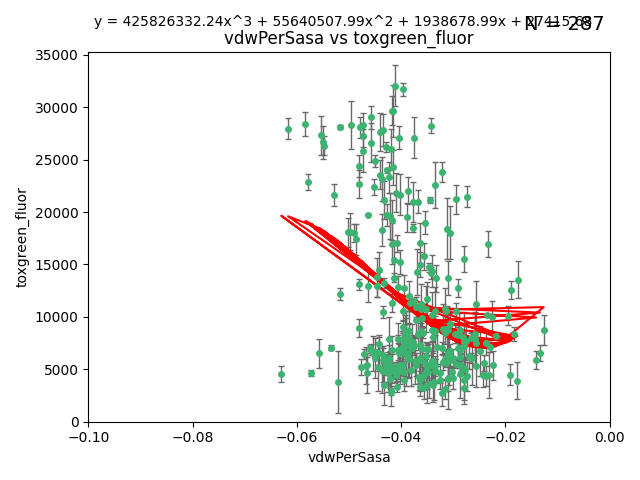 y = 425826332.24x^3 + 55640507.99x^2 + 1938678.99x +
N = 287
vdwPerSasa vs toxgreen_fluor
35000
30000
25000
20000
15000
10000
5000
0
toxgreen_fluor
−0.10
−0.08
−0.06
−0.04
−0.02
0.00
vdwPerSasa